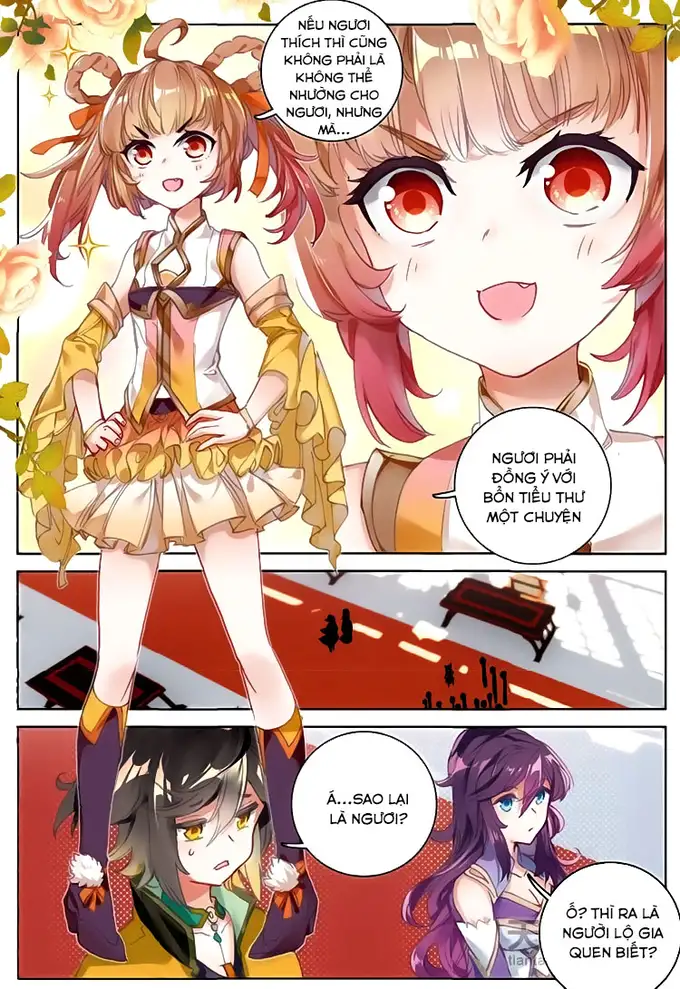 NẾU NGƯƠI
THÍCH THÌ CŨNG
KHÔNG PHẢI LÀ
KHÔNG THỂ
NHƯỜNG CHO
NGƯƠI, NHƯNG
MÀ...
NGƯƠI PHẢI
ĐỒNG Ý VỚI
BỔN TIỂU THƯ
MỘT CHUYỆN
Á...SAO LẠI
LÀ NGƯƠI?
Ồ? THÌ RA LÀ
NGƯỜI LỘ GIA
QUEN BIẾT?